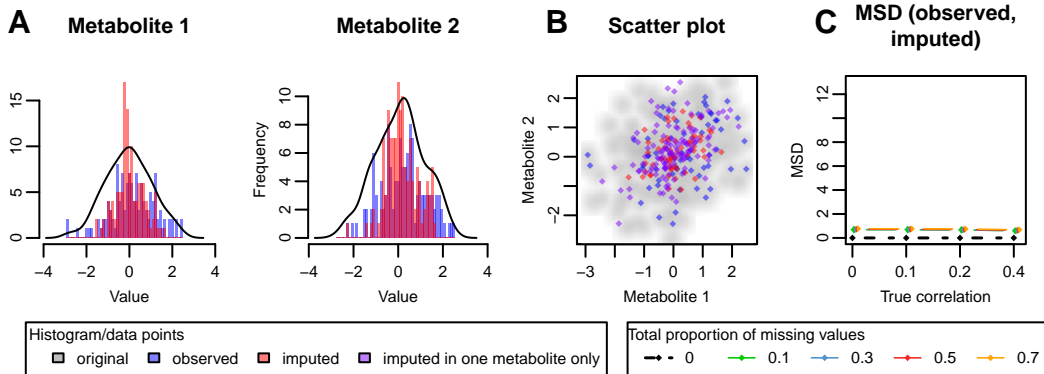 A
Metabolite 1
Metabolite 2
B
Scatter plot
C
MSD (observed,
imputed)
0 5 10 15
−4 −2 0 2 4
Value
Frequency
0 2 4 6 8 10
−4 −2 0 2 4
Value
Metabolite 2
−2 0 1 2
−3 −1 0 1 2
Metabolite 1
MSD
0 2 4 8 12
0 0.1 0.2 0.4
True correlation
Histogram/data points
original observed imputed imputed in one metabolite only
Total proportion of missing values
0 0.1 0.3 0.5 0.7